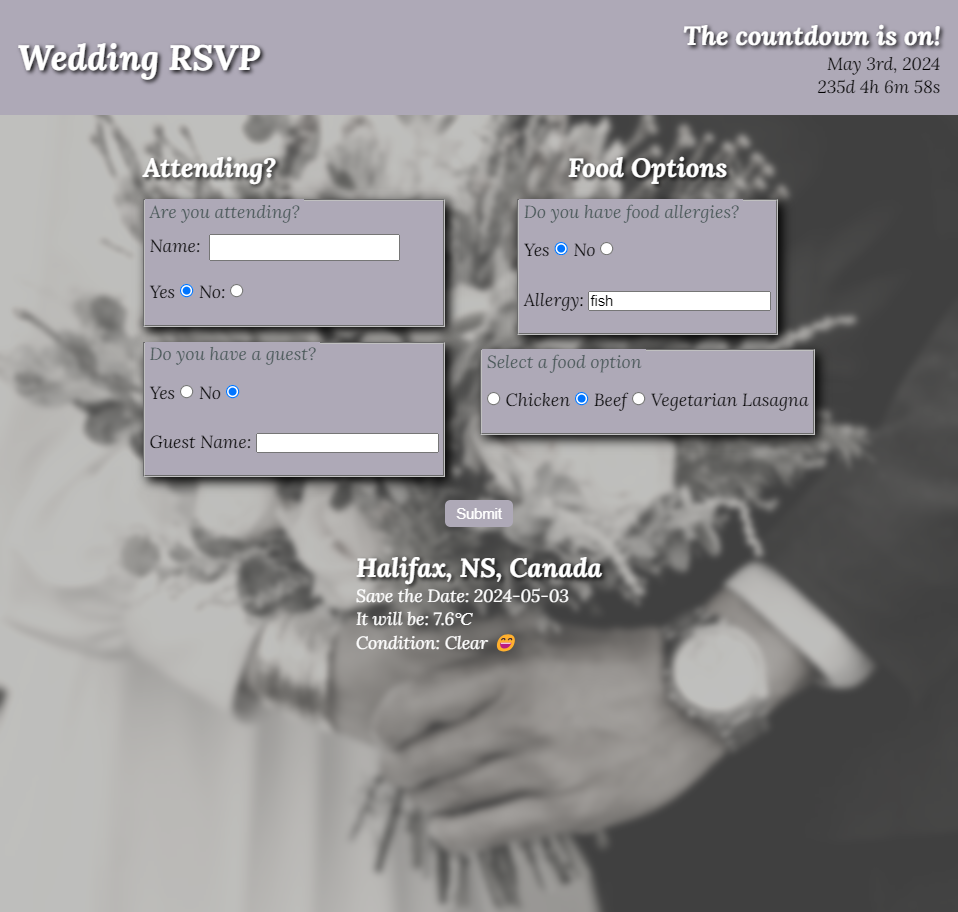 Wedding RSVP
The countdown is on!
May 3rd, 2024
235d 4h 6m 58s
Attending?
Are you attending?
Name:
Yes No:
Do you have a guest?
Yes No
Guest Name:
Food Options
Do you have food allergies?
Yes No
Allergy: fish
Select a food option
Chicken Beef Vegetarian Lasagna
Submit
Halifax, NS, Canada
Save the Date: 2024-05-03
It will be: 7.6°C
Condition: Clear 😄